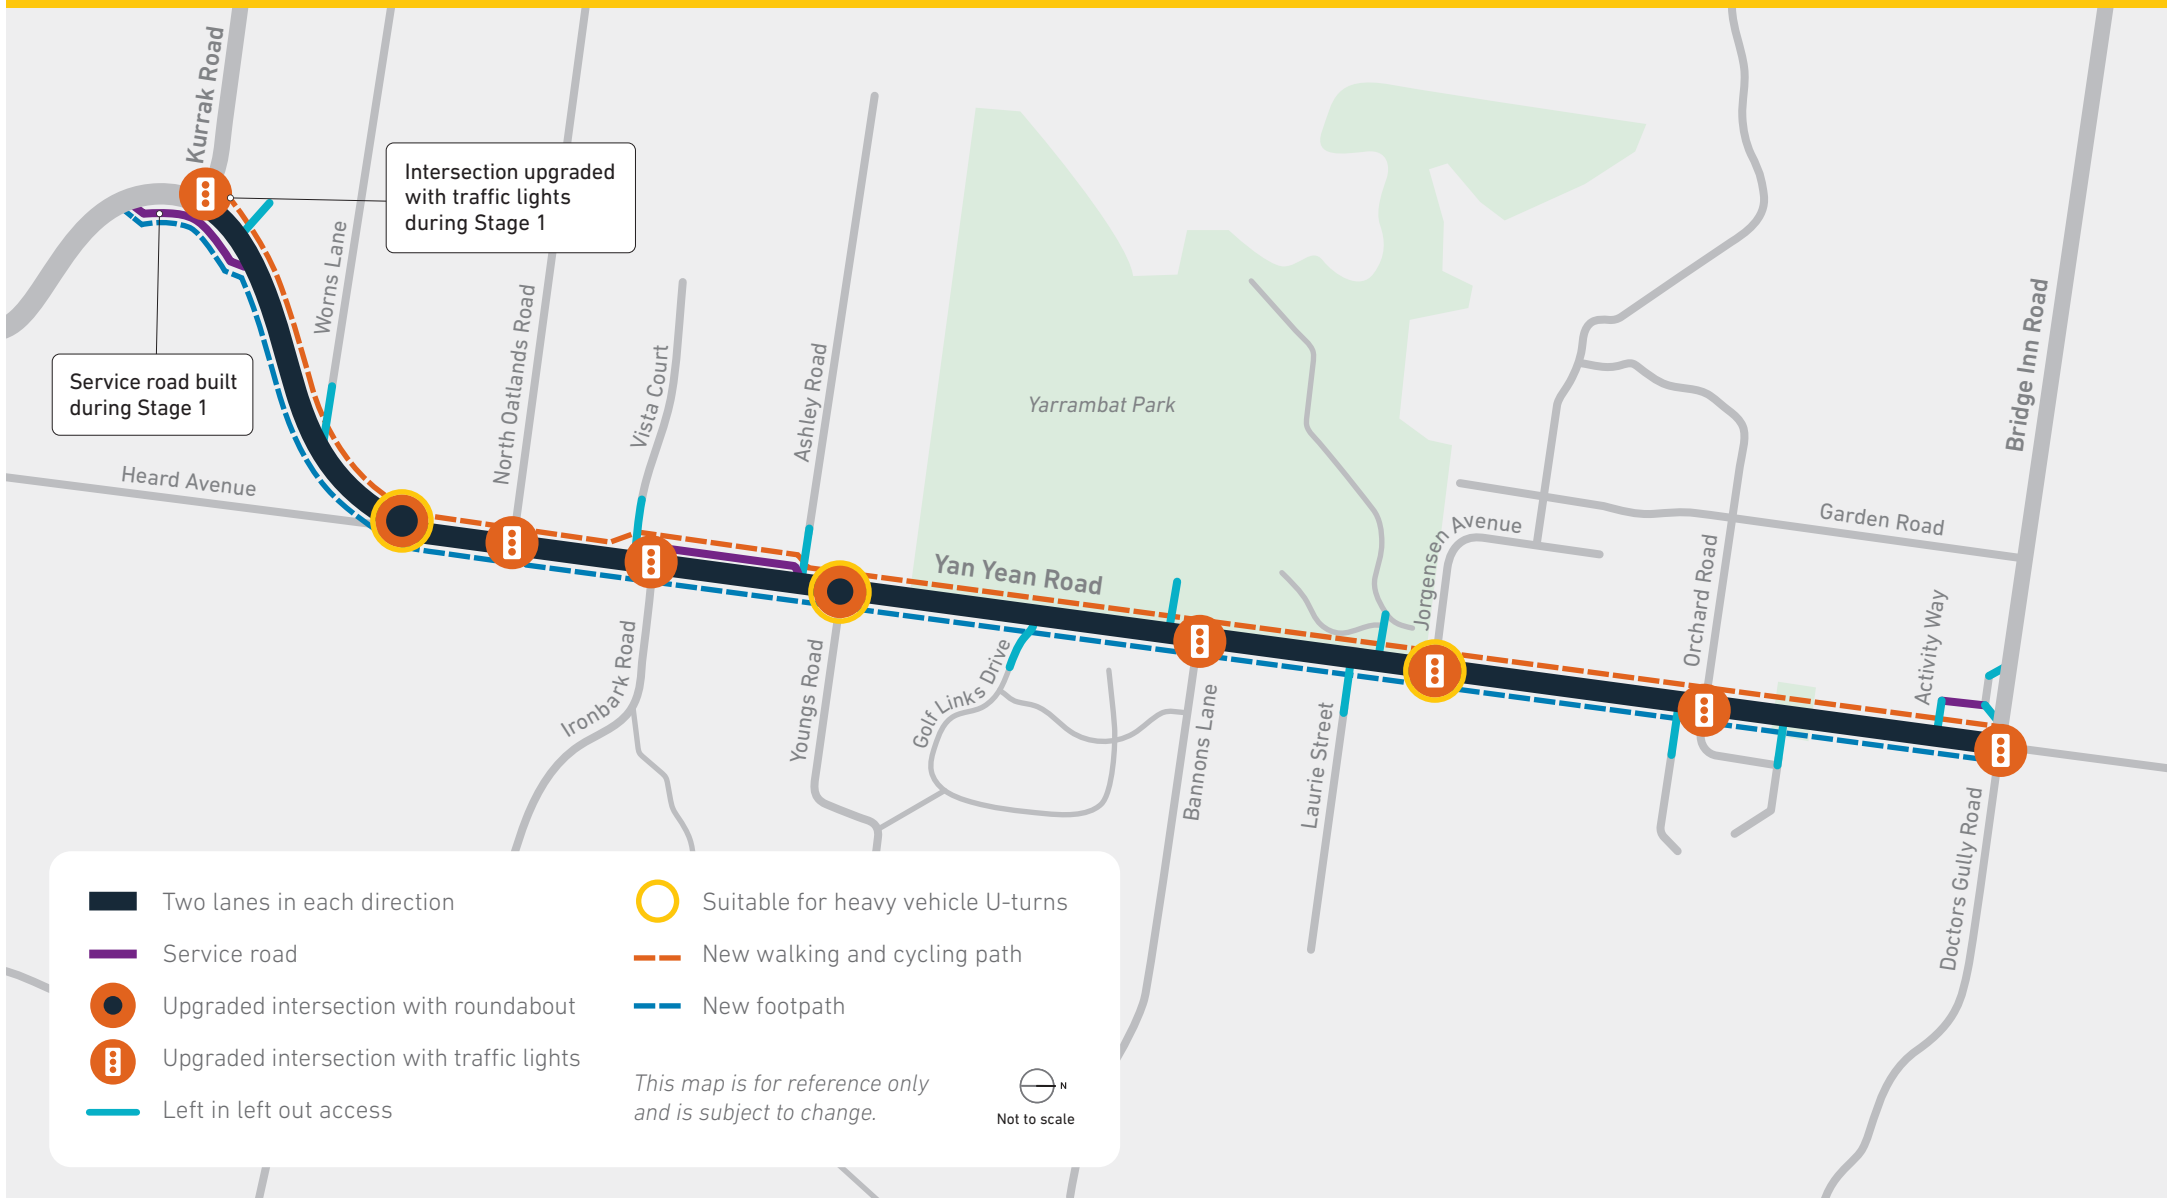 Kurrak Road
Intersection upgraded
with traffic lights
during Stage 1
Worns Lane
Service road built
during Stage 1
Heard Avenue
North Oatlands Road
Vista Court
Ashley Road
Yarrambat Park
Yan Yean Road
Jorgensen Avenue
Garden Road
Bridge Inn Road
Orchard Road
Activity Way
Ironbark Road
Youngs Road
Golf Links Drive
Bannons Lane
Laurie Street
Doctors Gully Road
Two lanes in each direction
Service road
Upgraded intersection with roundabout
Upgraded intersection with traffic lights
Left in left out access
Suitable for heavy vehicle U-turns
New walking and cycling path
New footpath
This map is for reference only
and is subject to change.
N
Not to scale